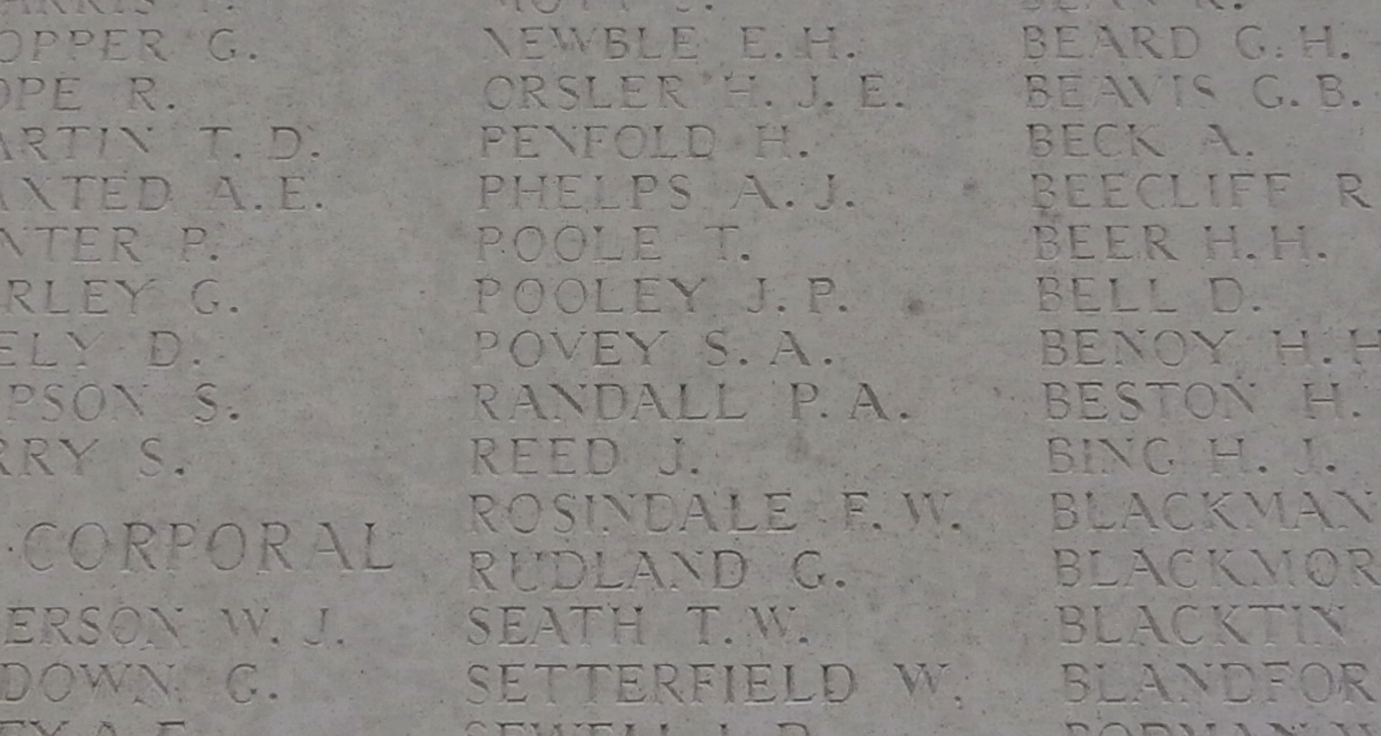 OPPER G.
OPE R.
ARTIN T. D.
AXTED A. E.
NTER P.
RLEY G.
ELY D.
PSON S.
RRY S.
CORPORAL
ERSON W. J.
DOWN G.
NEWBLE E. H.
ORSLER H. J. E.
PENFOLD H.
PHELPS A. J.
POOLE T.
POOLEY J. P.
POVEY S. A.
RANDALL P. A.
REED J.
ROSINDALE F. W.
RUDLAND G.
SEATH T. W.
SETTERFIELD W.
SEWELL J. D.
BEARD G. H.
BEAVIS G. B.
BECK A.
BEECLIFF R
BEER H. H.
BELL D.
BENOY H. H
BESTON H.
BING H. J.
BLACKMAN
BLACKMOR
BLACKTIN
BLANDFOR